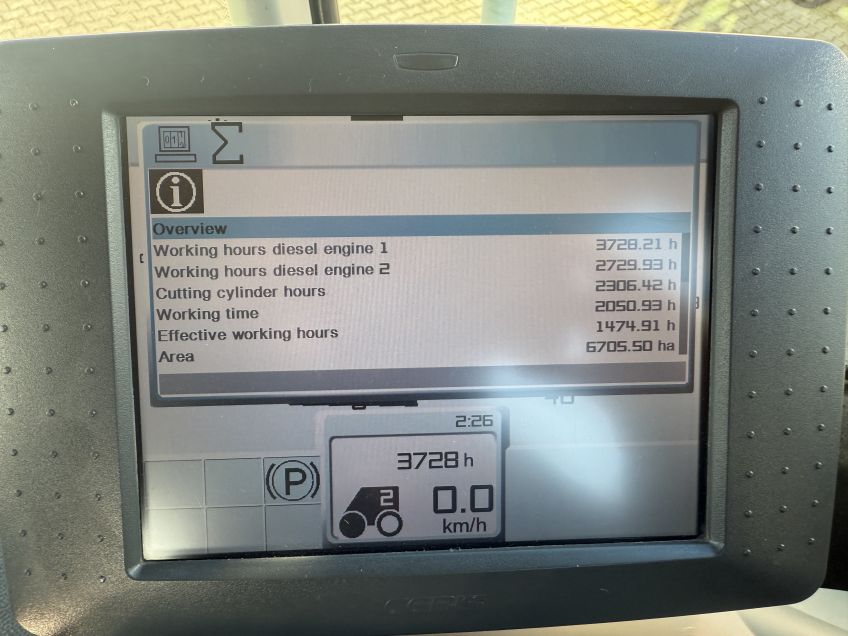 Overview
Working hours diesel engine 1 3728.21 h
Working hours diesel engine 2 2729.93 h
Cutting cylinder hours 2306.42 h
Working time 2050.93 h
Effective working hours 1474.91 h
Area 6705.50 ha
2:26
3728 h
(P)
2 0.0
km/h
CEBIS